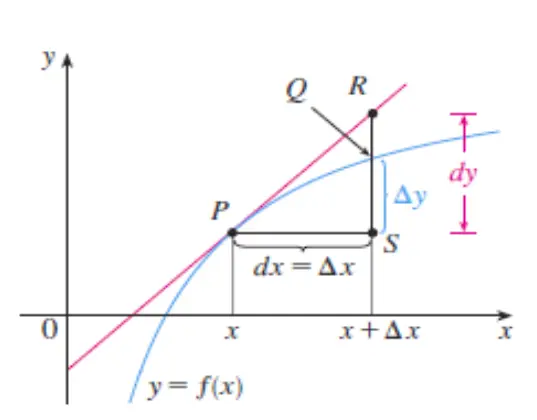 y
Q
R
dy
Δy
P
S
dx = Δx
0
x
x + Δx
x
y = f(x)